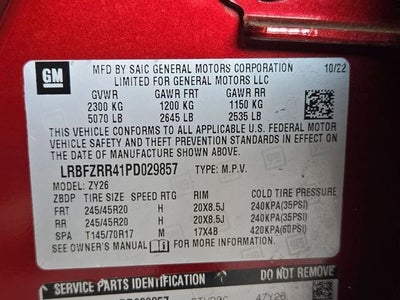 GM
MFD BY SAIC GENERAL MOTORS CORPORATION 10/22
LIMITED FOR GENERAL MOTORS LLC
GVWR GAWR FRT GAWR RR
2300 KG 1200 KG 1150 KG
5070 LB 2645 LB 2535 LB
THIS VEHICLE CONFORMS TO ALL APPLICABLE U.S. FEDERAL MOTOR
VEHICLE SAFETY AND THEFT PREVENTION STANDARDS IN EFFECT ON
THE DATE OF MANUFACTURE SHOWN ABOVE.
LRBFZRR41PD029857 TYPE: M.P.V.
MODEL: ZY26
ZBDP TIRE SIZE SPEED RTG RIM COLD TIRE PRESSURE
FRT 245/45R20 H 20X8.5J 240KPA(35PSI)
RR 245/45R20 H 20X8.5J 240KPA(35PSI)
SPA T145/70R17 M 17X4B 420KPA(60PSI)
SEE OWNER'S MANUAL FOR MORE INFORMATION.
SERVICE PARTS IDENTIFICATION DO NOT REMOVE